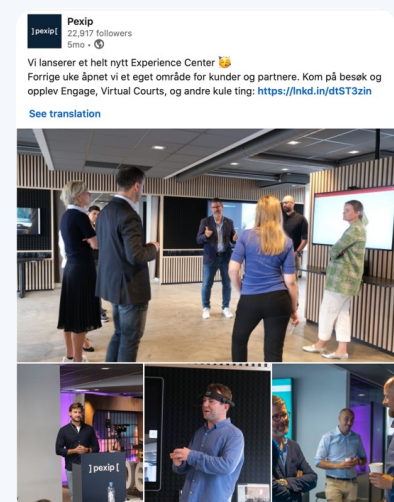 ]pexip[
Pexip
22,917 followers
5mo •
Vi lanserer et helt nytt Experience Center 🥳
Forrige uke åpnet vi et eget område for kunder og partnere. Kom på besøk og
opplev Engage, Virtual Courts, og andre kule ting: https://lnkd.in/dtST3zin
See translation
]pexip[